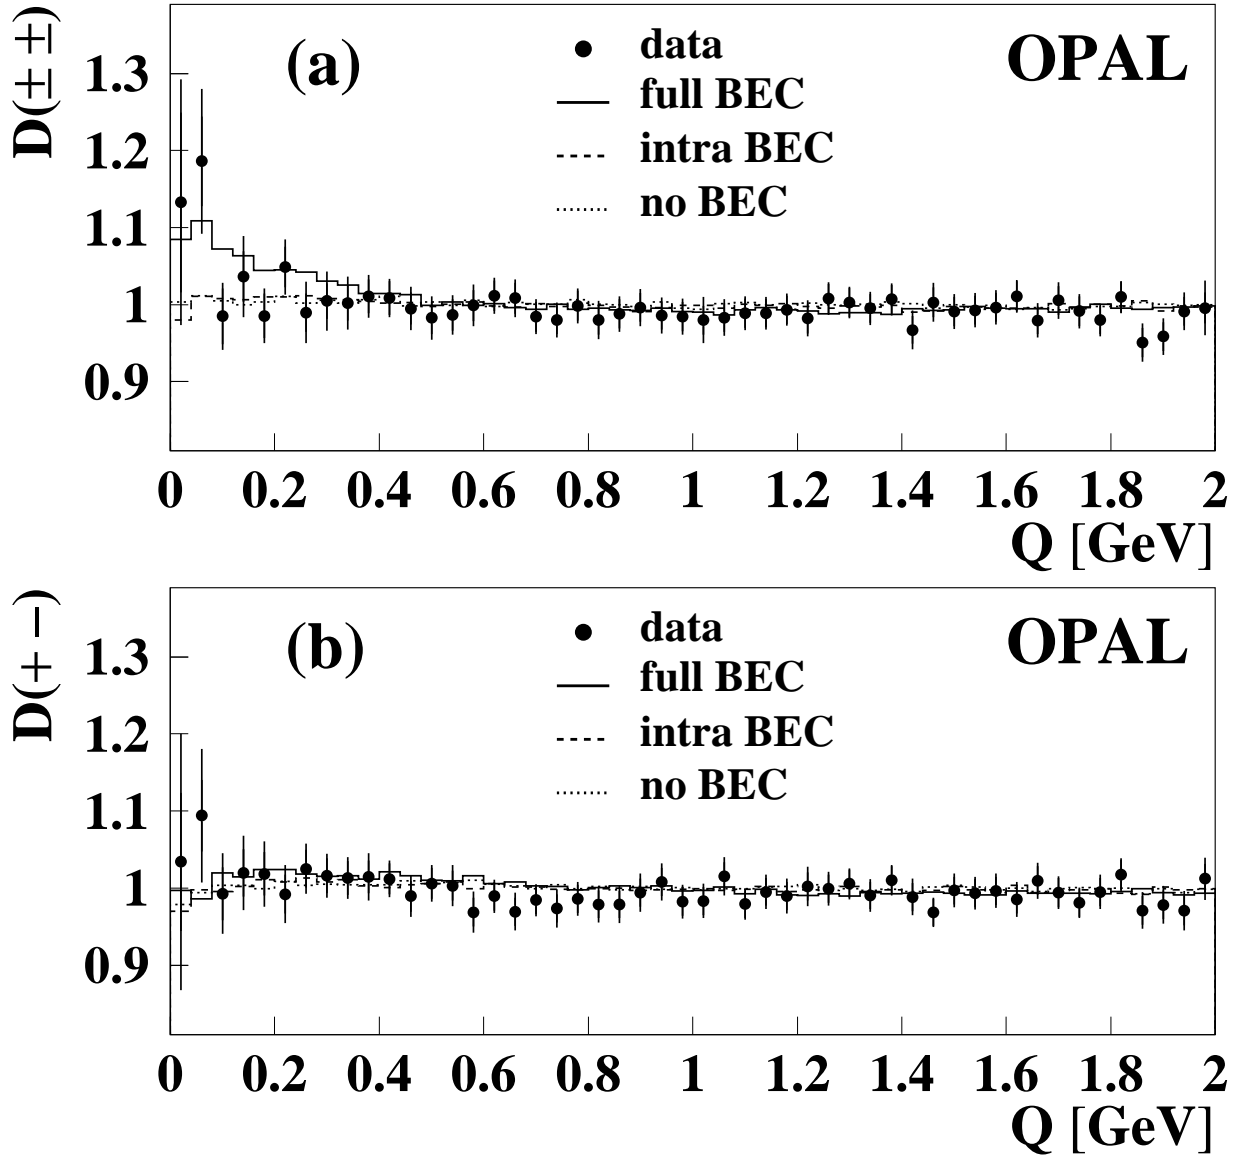 D(± ±)
(a)
OPAL
data
full BEC
intra BEC
no BEC
1.3
1.2
1.1
1
0.9
0 0.2 0.4 0.6 0.8 1 1.2 1.4 1.6 1.8 2
Q [GeV]
D(+ −)
(b)
OPAL
data
full BEC
intra BEC
no BEC
1.3
1.2
1.1
1
0.9
0 0.2 0.4 0.6 0.8 1 1.2 1.4 1.6 1.8 2
Q [GeV]